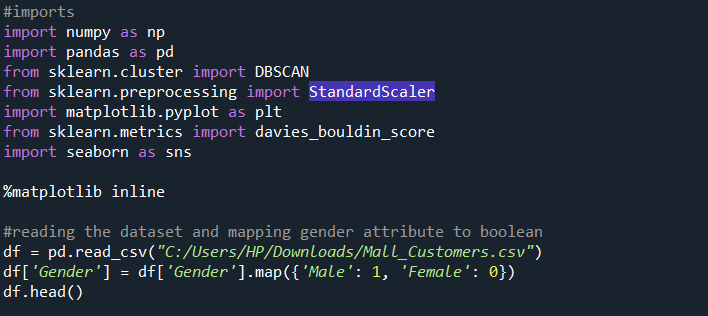 #imports
import numpy as np
import pandas as pd
from sklearn.cluster import DBSCAN
from sklearn.preprocessing import StandardScaler
import matplotlib.pyplot as plt
from sklearn.metrics import davies_bouldin_score
import seaborn as sns
%matplotlib inline
#reading the dataset and mapping gender attribute to boolean
df = pd.read_csv("C:/Users/HP/Downloads/Mall_Customers.csv")
df['Gender'] = df['Gender'].map({'Male': 1, 'Female': 0})
df.head()